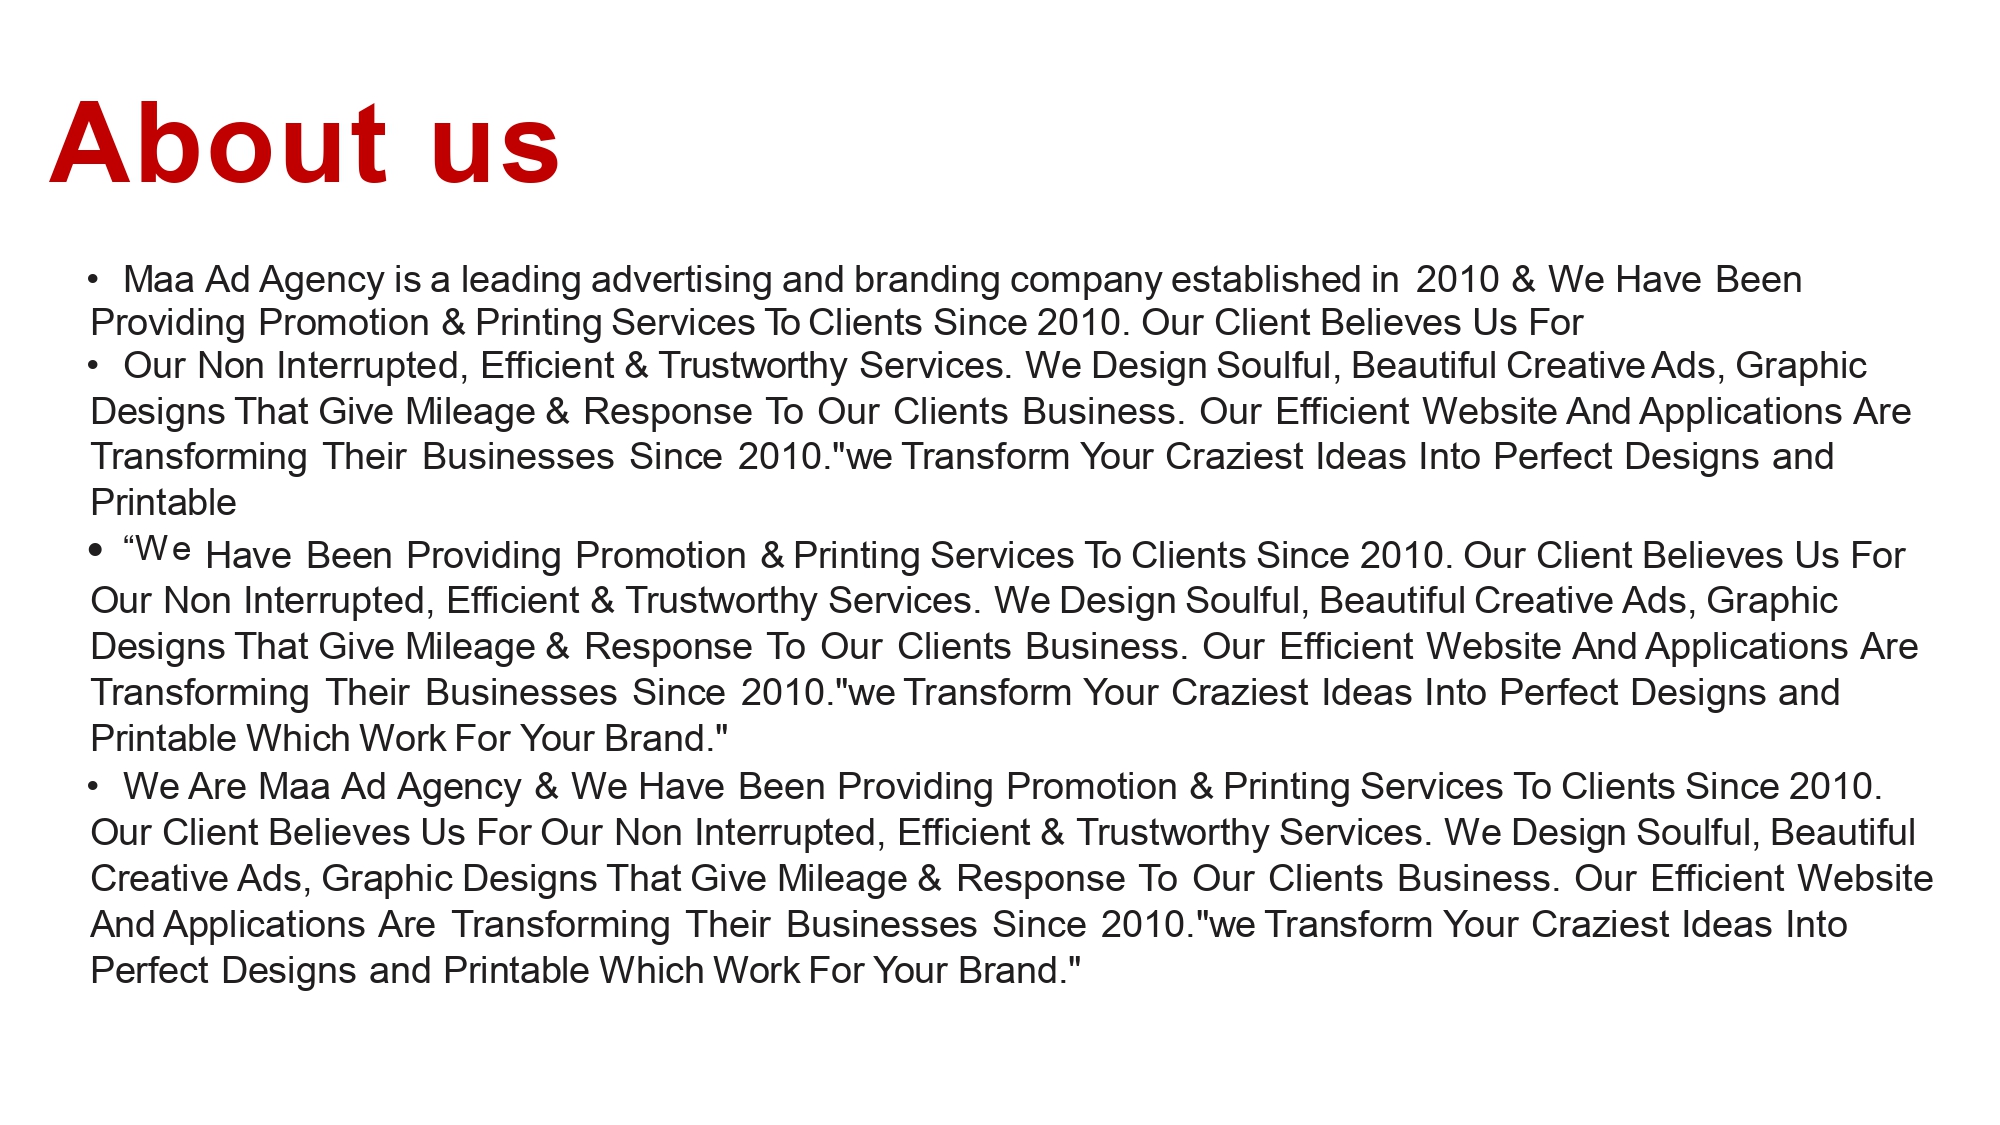 About us
• Maa Ad Agency is a leading advertising and branding company established in 2010 & We Have Been
Providing Promotion & Printing Services To Clients Since 2010. Our Client Believes Us For
• Our Non Interrupted, Efficient & Trustworthy Services. We Design Soulful, Beautiful Creative Ads, Graphic
Designs That Give Mileage & Response To Our Clients Business. Our Efficient Website And Applications Are
Transforming Their Businesses Since 2010."we Transform Your Craziest Ideas Into Perfect Designs and
Printable
• “We Have Been Providing Promotion & Printing Services To Clients Since 2010. Our Client Believes Us For
Our Non Interrupted, Efficient & Trustworthy Services. We Design Soulful, Beautiful Creative Ads, Graphic
Designs That Give Mileage & Response To Our Clients Business. Our Efficient Website And Applications Are
Transforming Their Businesses Since 2010."we Transform Your Craziest Ideas Into Perfect Designs and
Printable Which Work For Your Brand."
• We Are Maa Ad Agency & We Have Been Providing Promotion & Printing Services To Clients Since 2010.
Our Client Believes Us For Our Non Interrupted, Efficient & Trustworthy Services. We Design Soulful, Beautiful
Creative Ads, Graphic Designs That Give Mileage & Response To Our Clients Business. Our Efficient Website
And Applications Are Transforming Their Businesses Since 2010."we Transform Your Craziest Ideas Into
Perfect Designs and Printable Which Work For Your Brand."